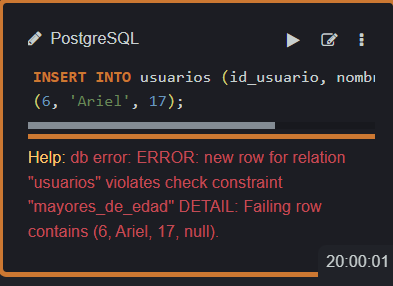 PostgreSQL
INSERT INTO usuarios (id_usuario,
(6, 'Ariel', 17);
Help: db error: ERROR: new row for relation
"usuarios" violates check constraint
"mayores_de_edad" DETAIL: Failing row
contains (6, Ariel, 17, null).
20:00:01